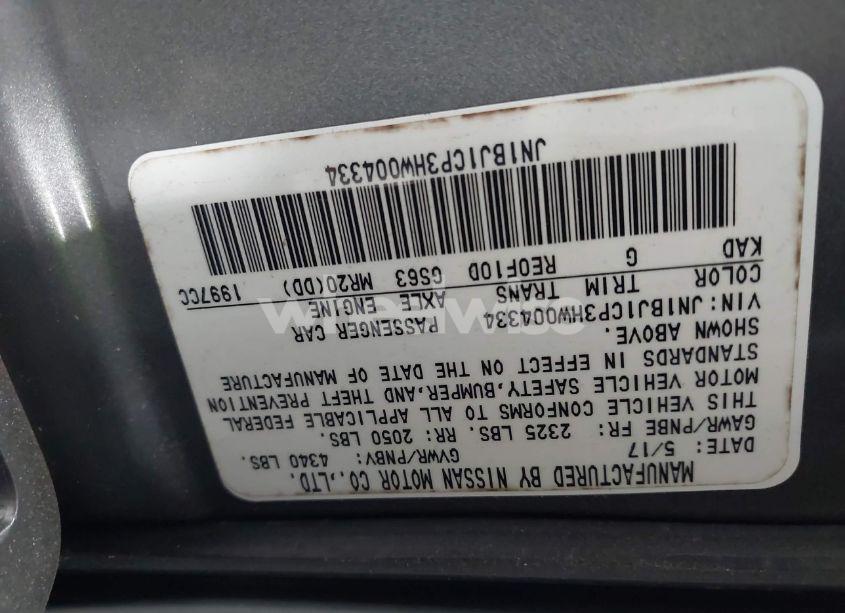 MANUFACTURED BY NISSAN MOTOR CO.,LTD.
DATE: 5/17 GVWR/PNBV: 4340 LBS.
GAWR/PNBE FR: 2325 LBS. RR: 2050 LBS.
THIS VEHICLE CONFORMS TO ALL APPLICABLE FEDERAL
MOTOR VEHICLE SAFETY,BUMPER,AND THEFT PREVENTION
STANDARDS IN EFFECT ON THE DATE OF MANUFACTURE
SHOWN ABOVE.
VIN:JN1BJ1CP3HW004334 PASSENGER CAR
COLOR TRIM TRANS AXLE ENGINE
KAD G RE0F10D GS63 MR20(DD) 1997CC
JN1BJ1CP3HW004334